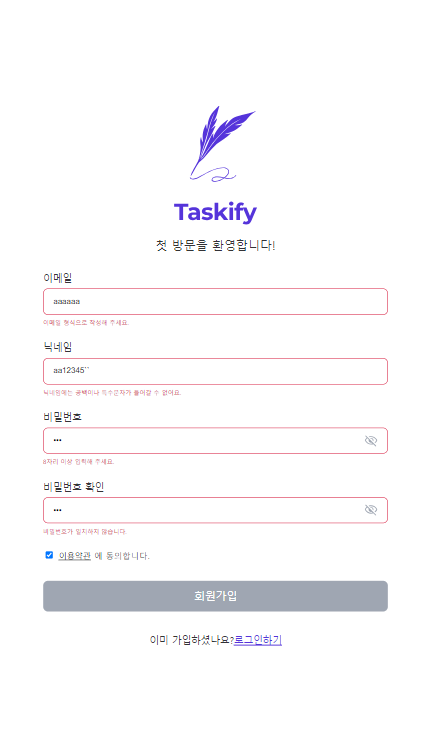 Taskify
첫 방문을 환영합니다!
이메일
aaaaaa
이메일 형식으로 작성해 주세요.
닉네임
aa12345``
닉네임에는 공백이나 특수문자가 들어갈 수 없어요.
비밀번호
•••
8자리 이상 입력해 주세요.
비밀번호 확인
•••
비밀번호가 일치하지 않습니다.
이용약관 에 동의합니다.
회원가입
이미 가입하셨나요?로그인하기